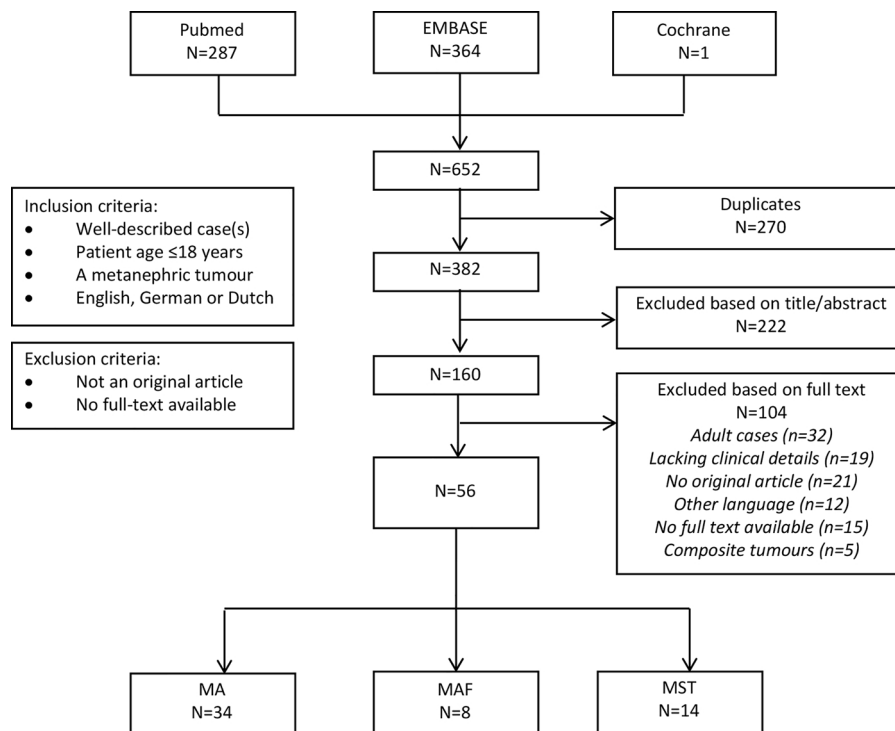 Pubmed
N=287
EMBASE
N=364
Cochrane
N=1
N=652
Inclusion criteria:
• Well-described case(s)
• Patient age ≤18 years
• A metanephric tumour
• English, German or Dutch
Duplicates
N=270
N=382
Excluded based on title/abstract
N=222
Exclusion criteria:
• Not an original article
• No full-text available
N=160
Excluded based on full text
N=104
Adult cases (n=32)
Lacking clinical details (n=19)
No original article (n=21)
Other language (n=12)
No full text available (n=15)
Composite tumours (n=5)
N=56
MA
N=34
MAF
N=8
MST
N=14